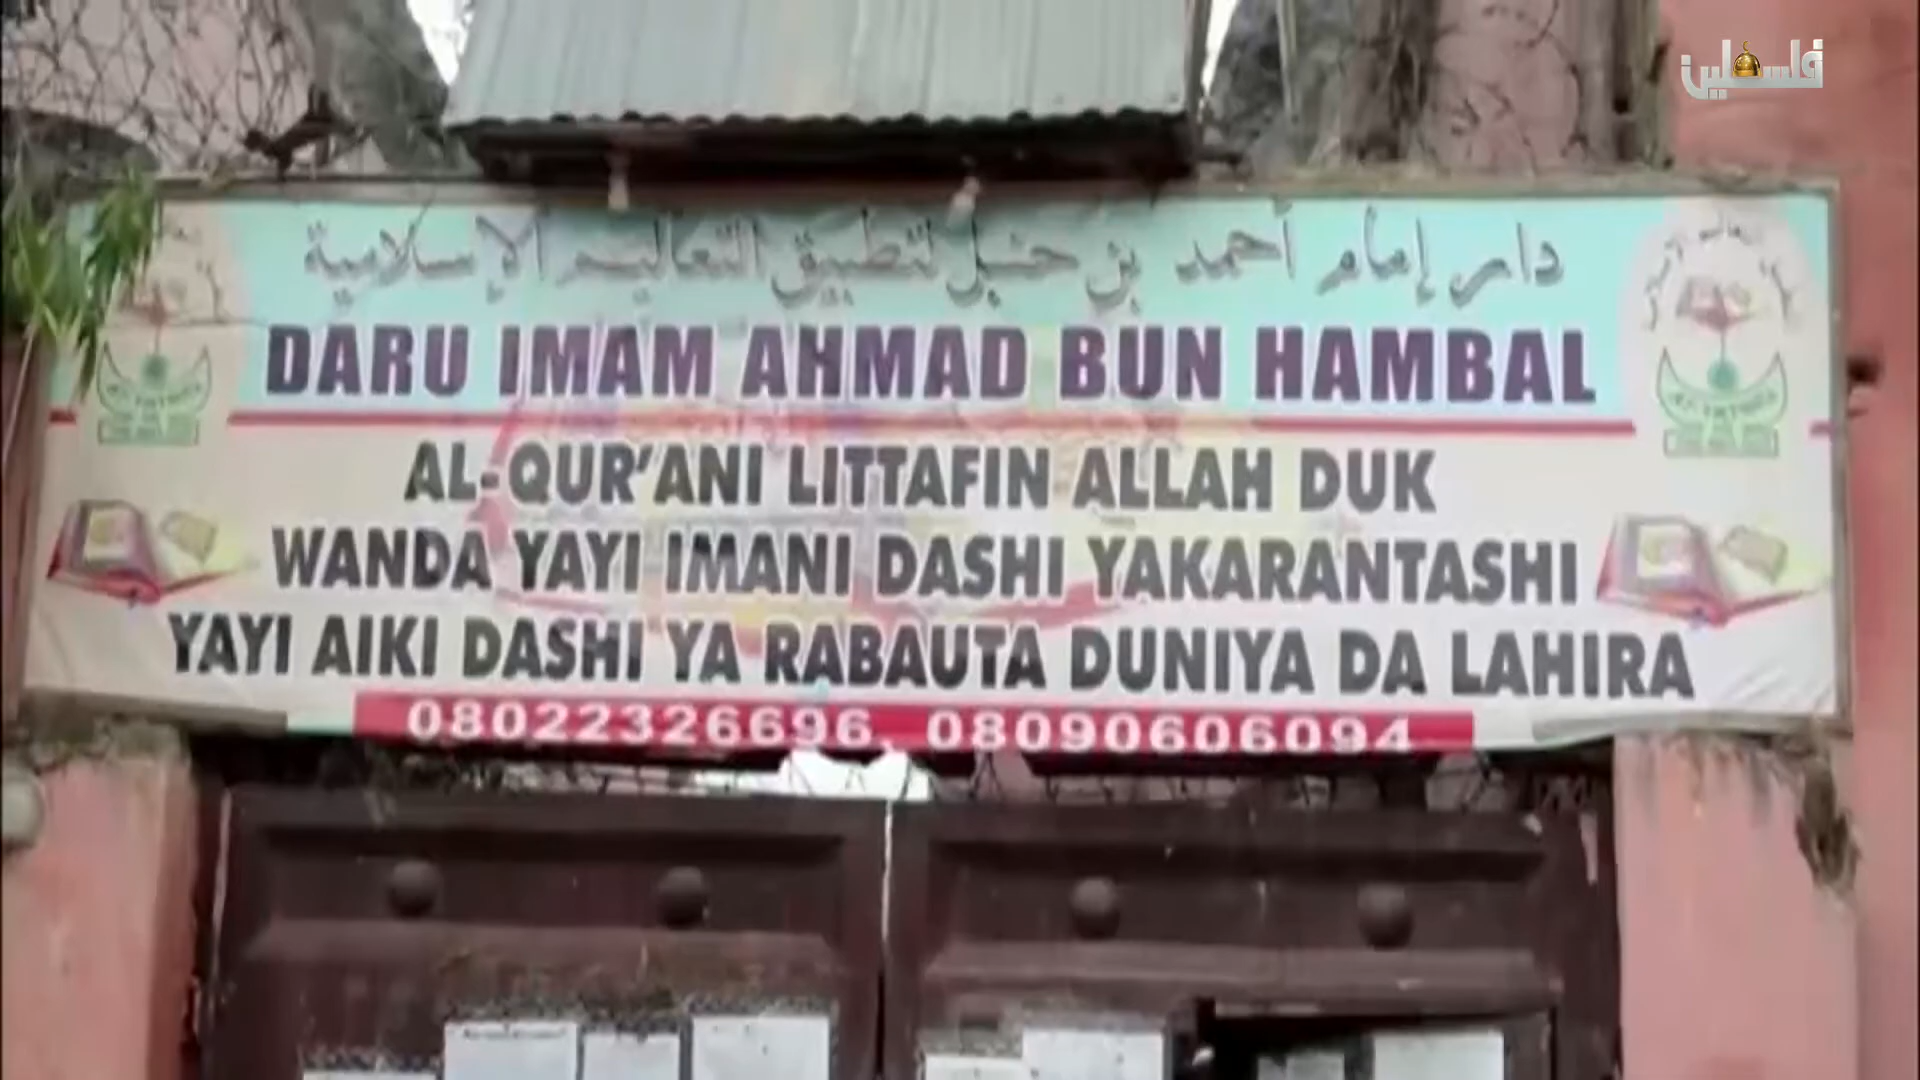 فلسطين
دار إمام أحمد بن حنبل لتطبيق التعاليم الإسلامية
DARU IMAM AHMAD BUN HAMBAL
AL-QUR'ANI LITTAFIN ALLAH DUK
WANDA YAYI IMANI DASHI YAKARANTASHI
YAYI AIKI DASHI YA RABAUTA DUNIYA DA LAHIRA
08022326696, 08090606094